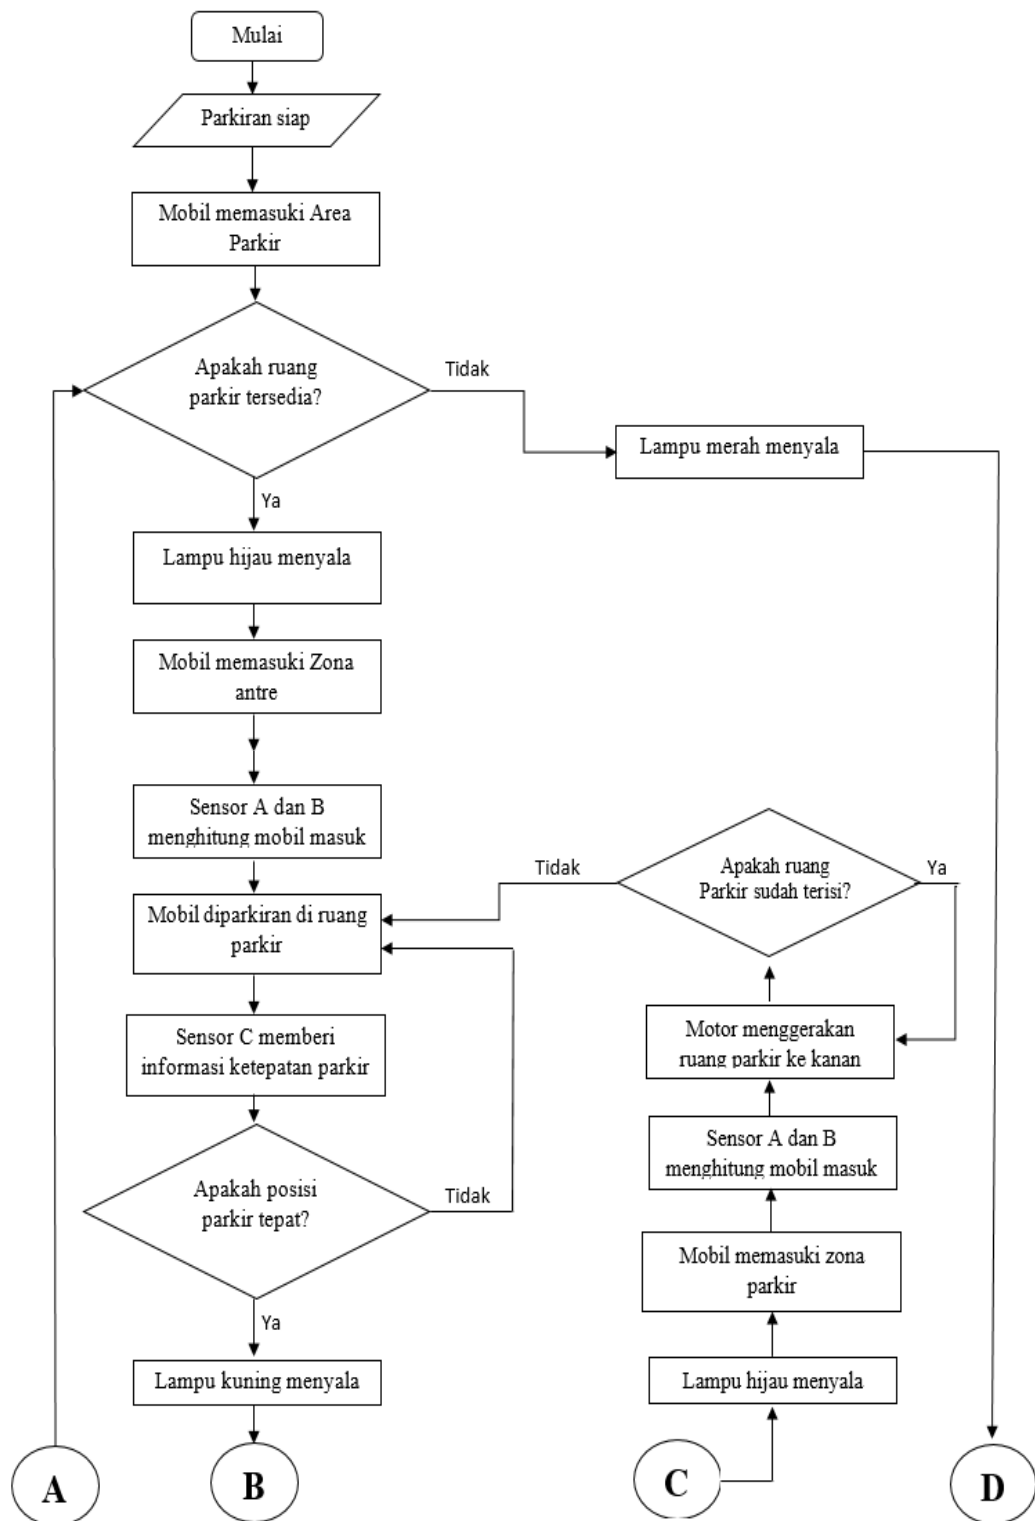 Mulai
Parkiran siap
Mobil memasuki Area
Parkir
Apakah ruang
parkir tersedia?
Tidak
Lampu merah menyala
Ya
Lampu hijau menyala
Mobil memasuki Zona
antre
Sensor A dan B
menghitung mobil masuk
Mobil diparkiran di ruang
parkir
Sensor C memberi
informasi ketepatan parkir
Apakah posisi
parkir tepat?
Tidak
Ya
Lampu kuning menyala
Tidak
Apakah ruang
Parkir sudah terisi?
Ya
Motor menggerakan
ruang parkir ke kanan
Sensor A dan B
menghitung mobil masuk
Mobil memasuki zona
parkir
Lampu hijau menyala
A
B
C
D